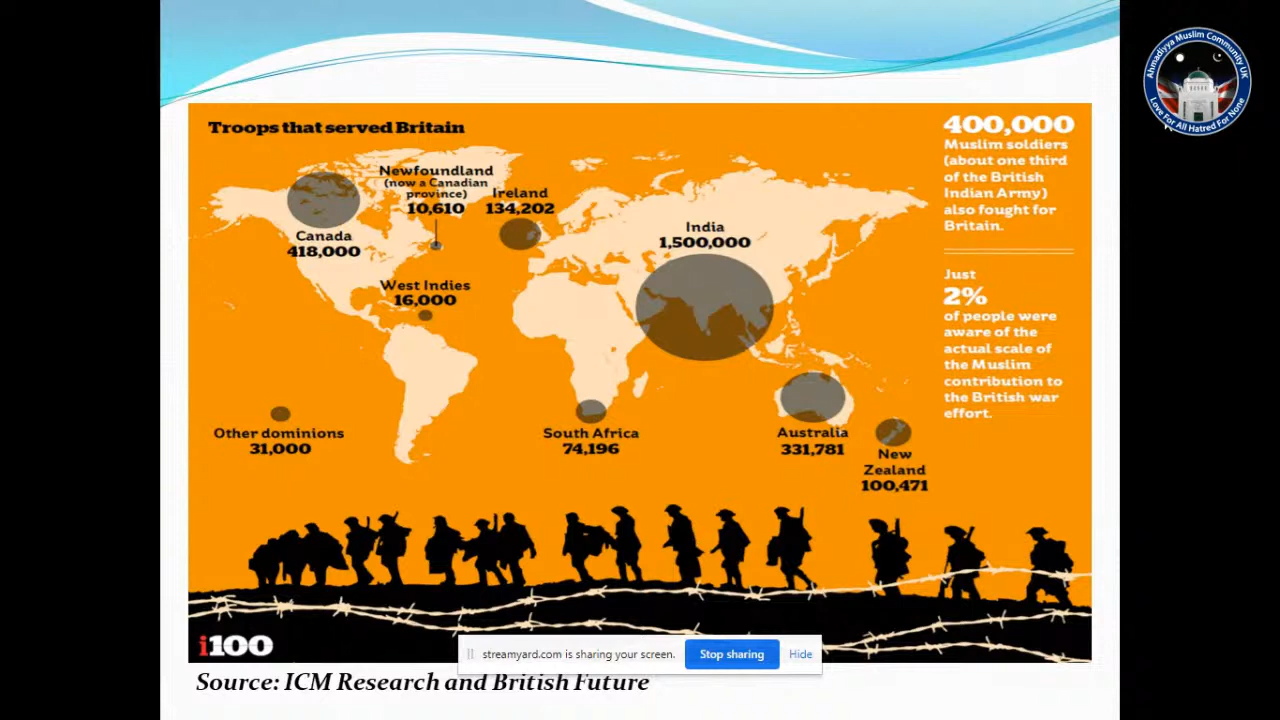 Troops that served Britain
Newfoundland
(now a Canadian
province)
10,610
Ireland
134,202
Canada
418,000
India
1,500,000
West Indies
16,000
Other dominions
31,000
South Africa
74,196
Australia
331,781
New
Zealand
100,471
400,000
Muslim soldiers
(about one third
of the British
Indian Army)
also fought for
Britain.
Just
2%
of people were
aware of the
actual scale of
the Muslim
contribution to
the British war
effort.
i100
streamyard.com is sharing your screen.
Stop sharing
Hide
Source: ICM Research and British Future
Ahmadiyya Muslim Community UK
Love For All Hatred For None